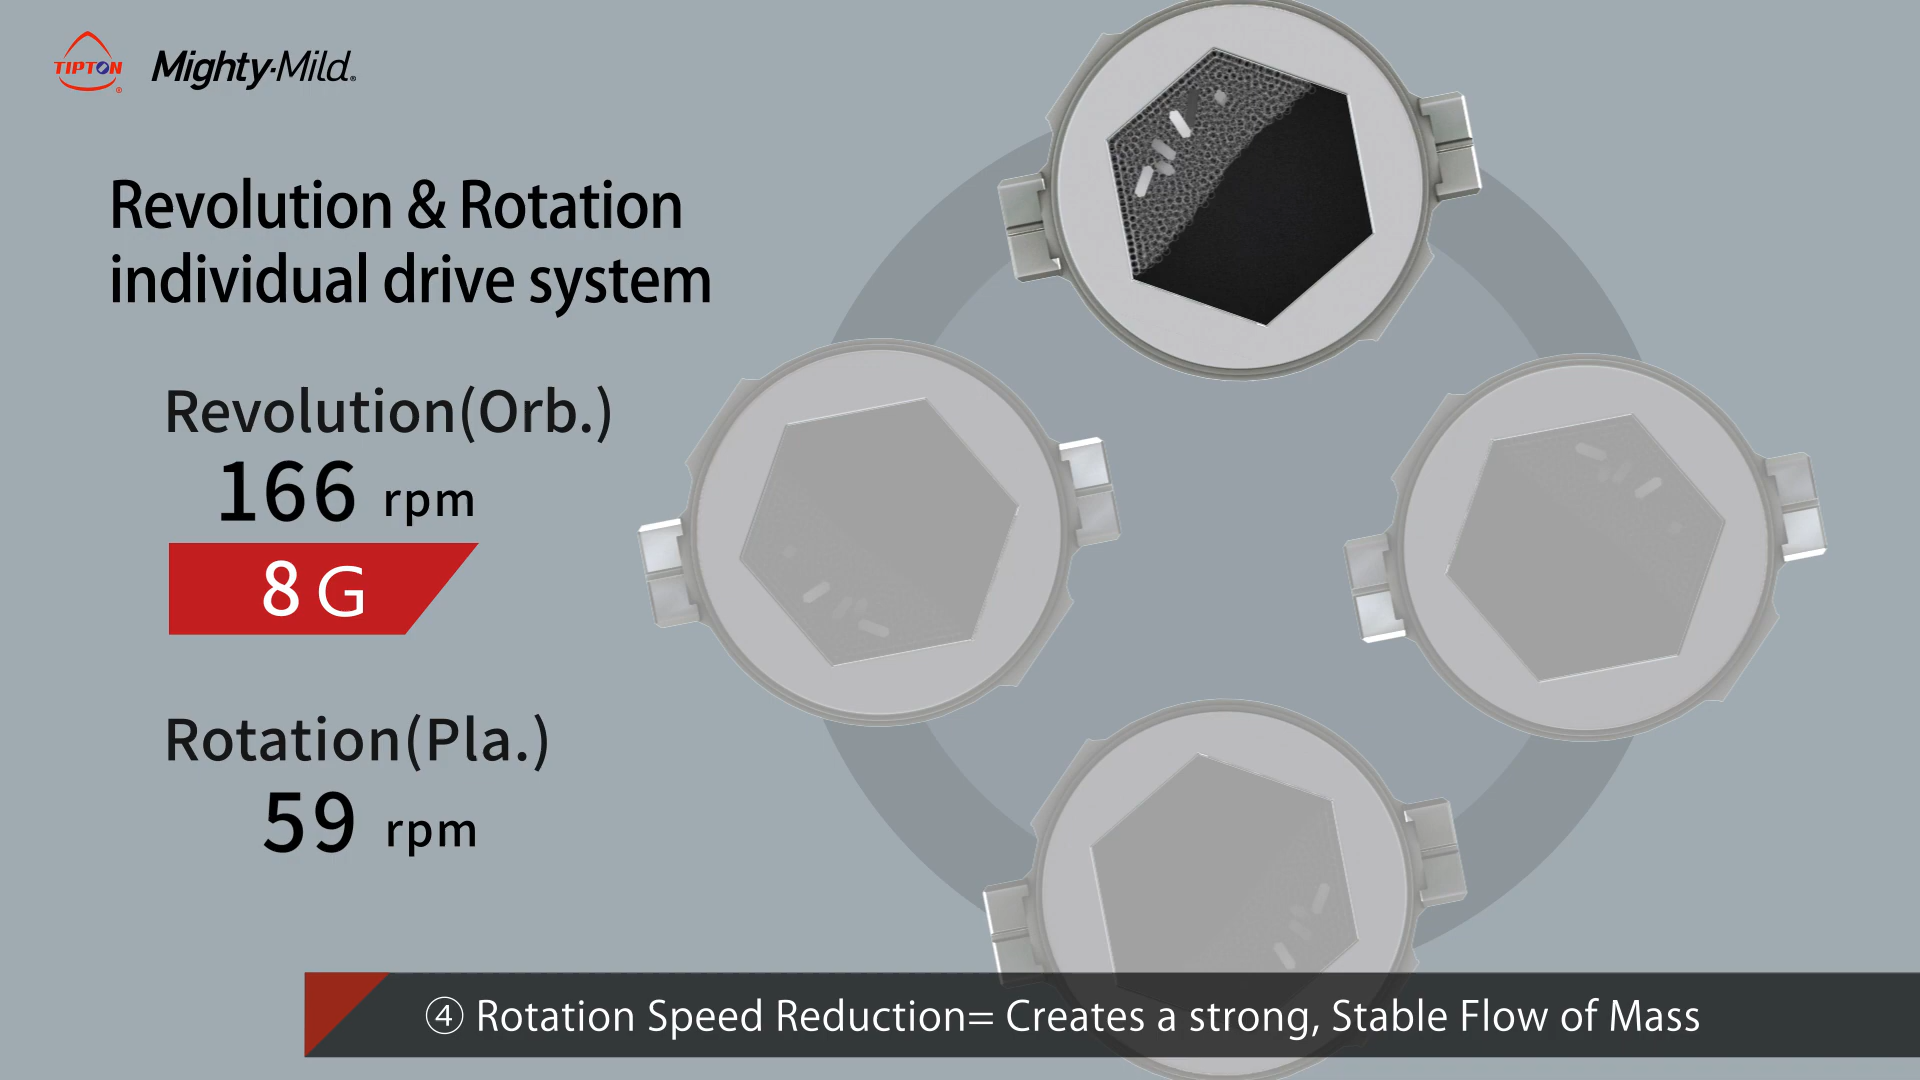 TIPTON®
Mighty·Mild®
Revolution & Rotation
individual drive system
Revolution(Orb.)
166 rpm
8 G
Rotation(Pla.)
59 rpm
④ Rotation Speed Reduction= Creates a strong, Stable Flow of Mass